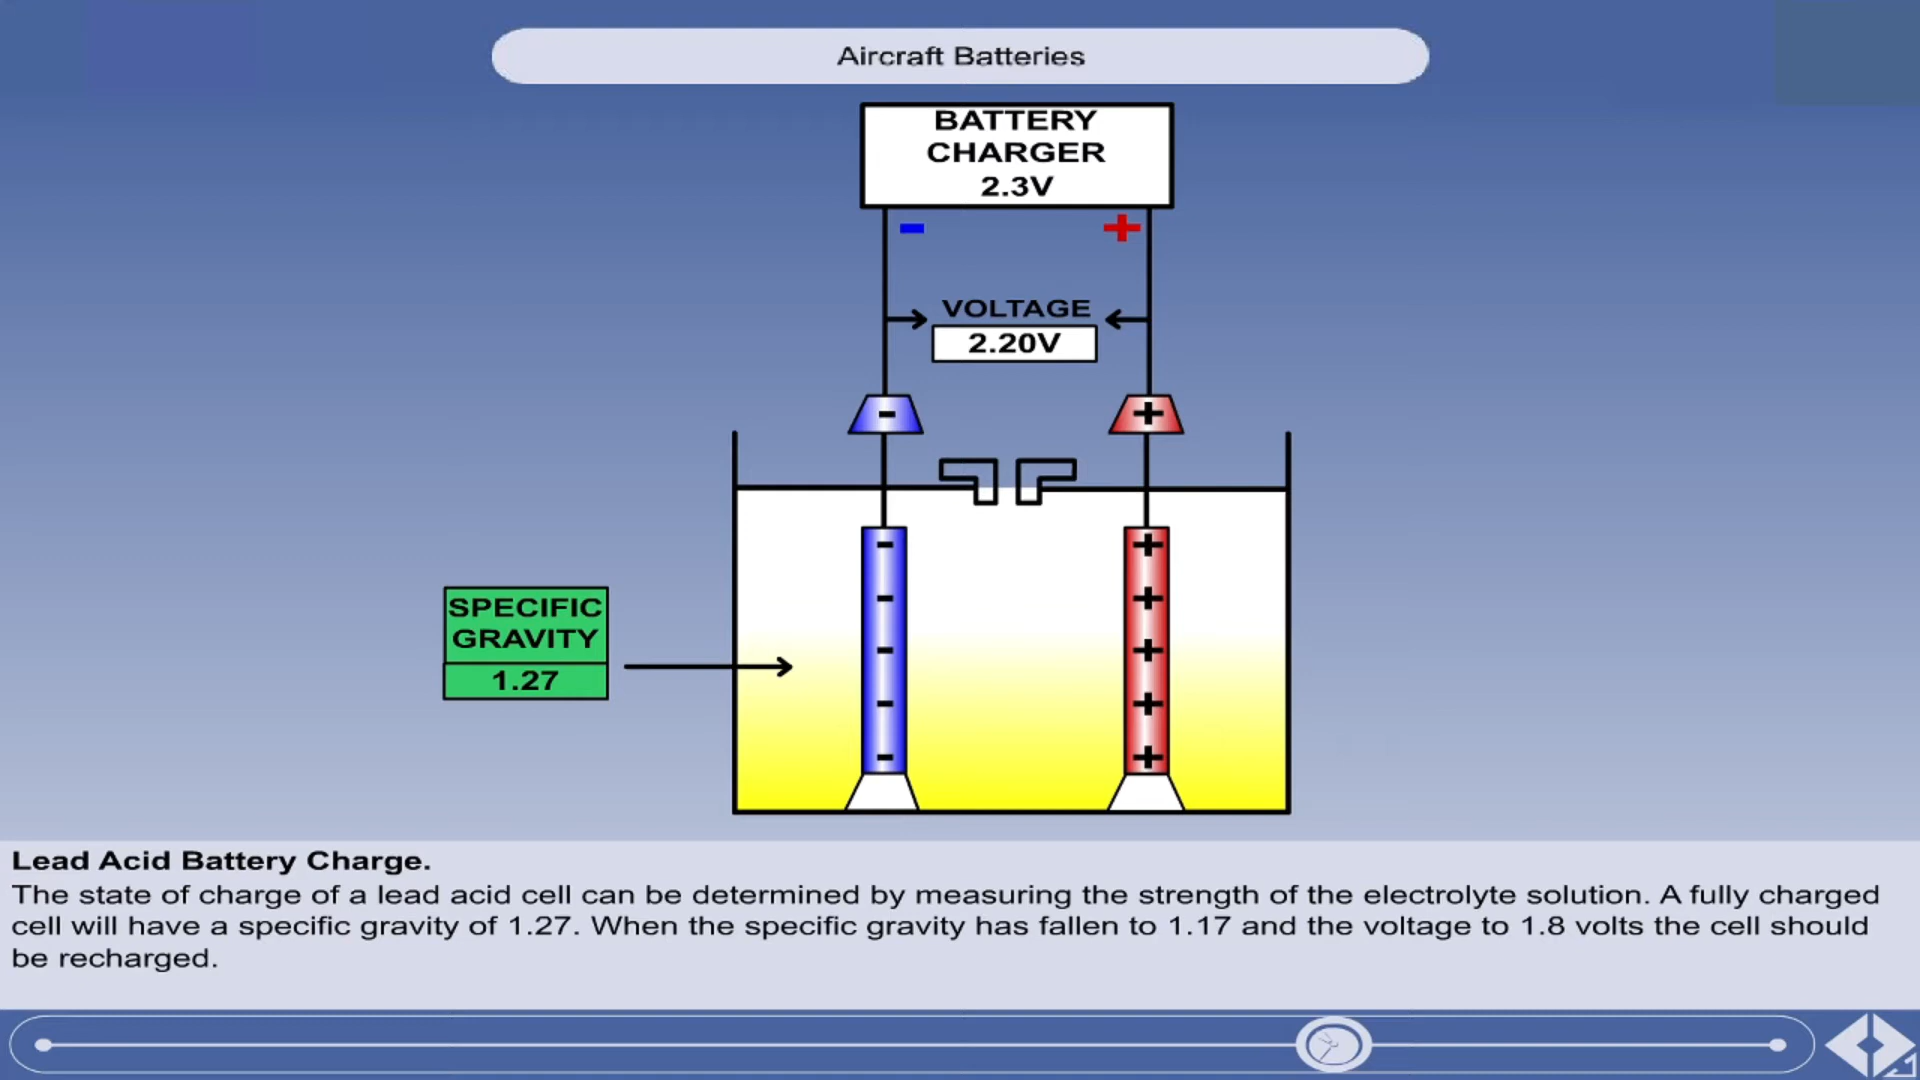 Aircraft Batteries
BATTERY
CHARGER
2.3V
- +
VOLTAGE
2.20V
- +
- +
- +
- +
- +
- +
SPECIFIC
GRAVITY
1.27
Lead Acid Battery Charge.
The state of charge of a lead acid cell can be determined by measuring the strength of the electrolyte solution. A fully charged
cell will have a specific gravity of 1.27. When the specific gravity has fallen to 1.17 and the voltage to 1.8 volts the cell should
be recharged.